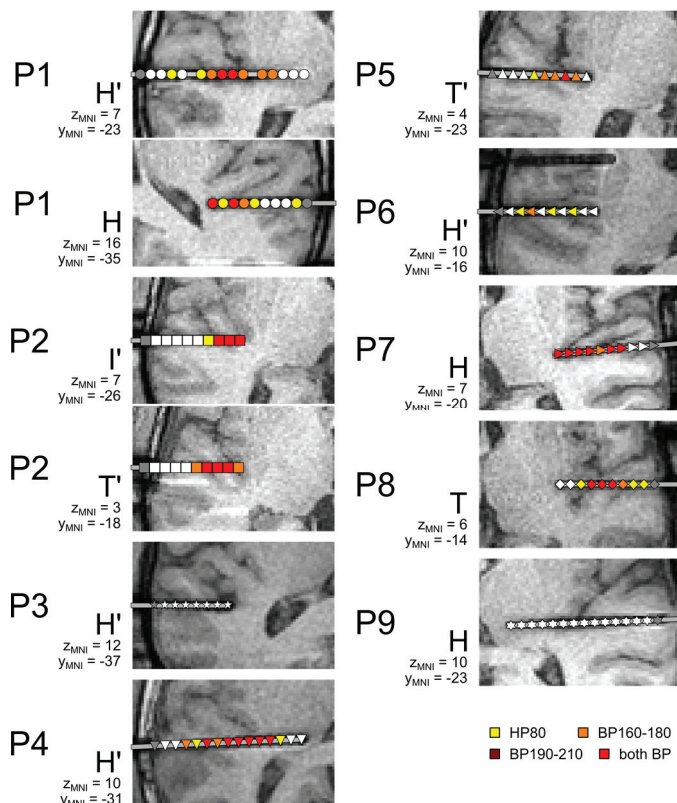 P1
H'
zMNI = 7
yMNI = -23
P1
H
zMNI = 16
yMNI = -35
P2
I'
zMNI = 7
yMNI = -26
P2
T'
zMNI = 3
yMNI = -18
P3
H'
zMNI = 12
yMNI = -37
P4
H'
zMNI = 10
yMNI = -31
P5
T'
zMNI = 4
yMNI = -23
P6
H'
zMNI = 10
yMNI = -16
P7
H
zMNI = 7
yMNI = -20
P8
T
zMNI = 6
yMNI = -14
P9
H
zMNI = 10
yMNI = -23
HP80
BP160-180
BP190-210
both BP